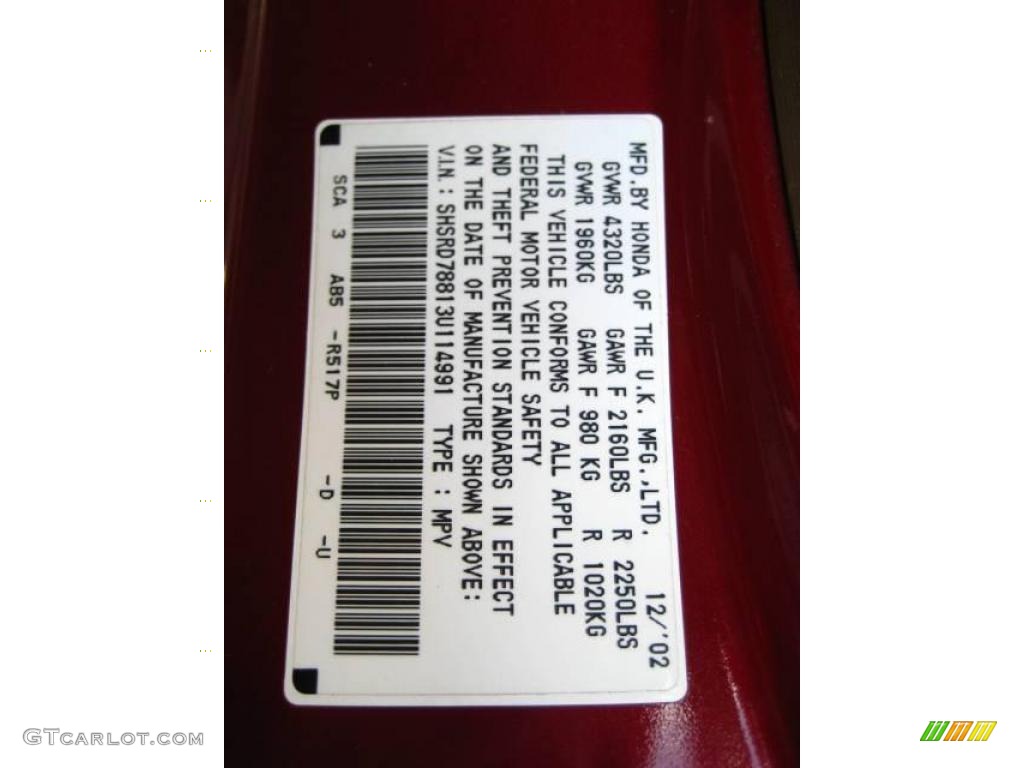 MFD.BY HONDA OF THE U.K. MFG.,LTD. 12/'02
GVWR 4320LBS GAWR F 2160LBS R 2250LBS
GVWR 1960KG GAWR F 980 KG R 1020KG
THIS VEHICLE CONFORMS TO ALL APPLICABLE
FEDERAL MOTOR VEHICLE SAFETY
AND THEFT PREVENTION STANDARDS IN EFFECT
ON THE DATE OF MANUFACTURE SHOWN ABOVE:
V.I.N.: SHSRD78813U114991 TYPE : MPV
SCA 3 AB5 -R517P -D -U
GTCARLOT.COM